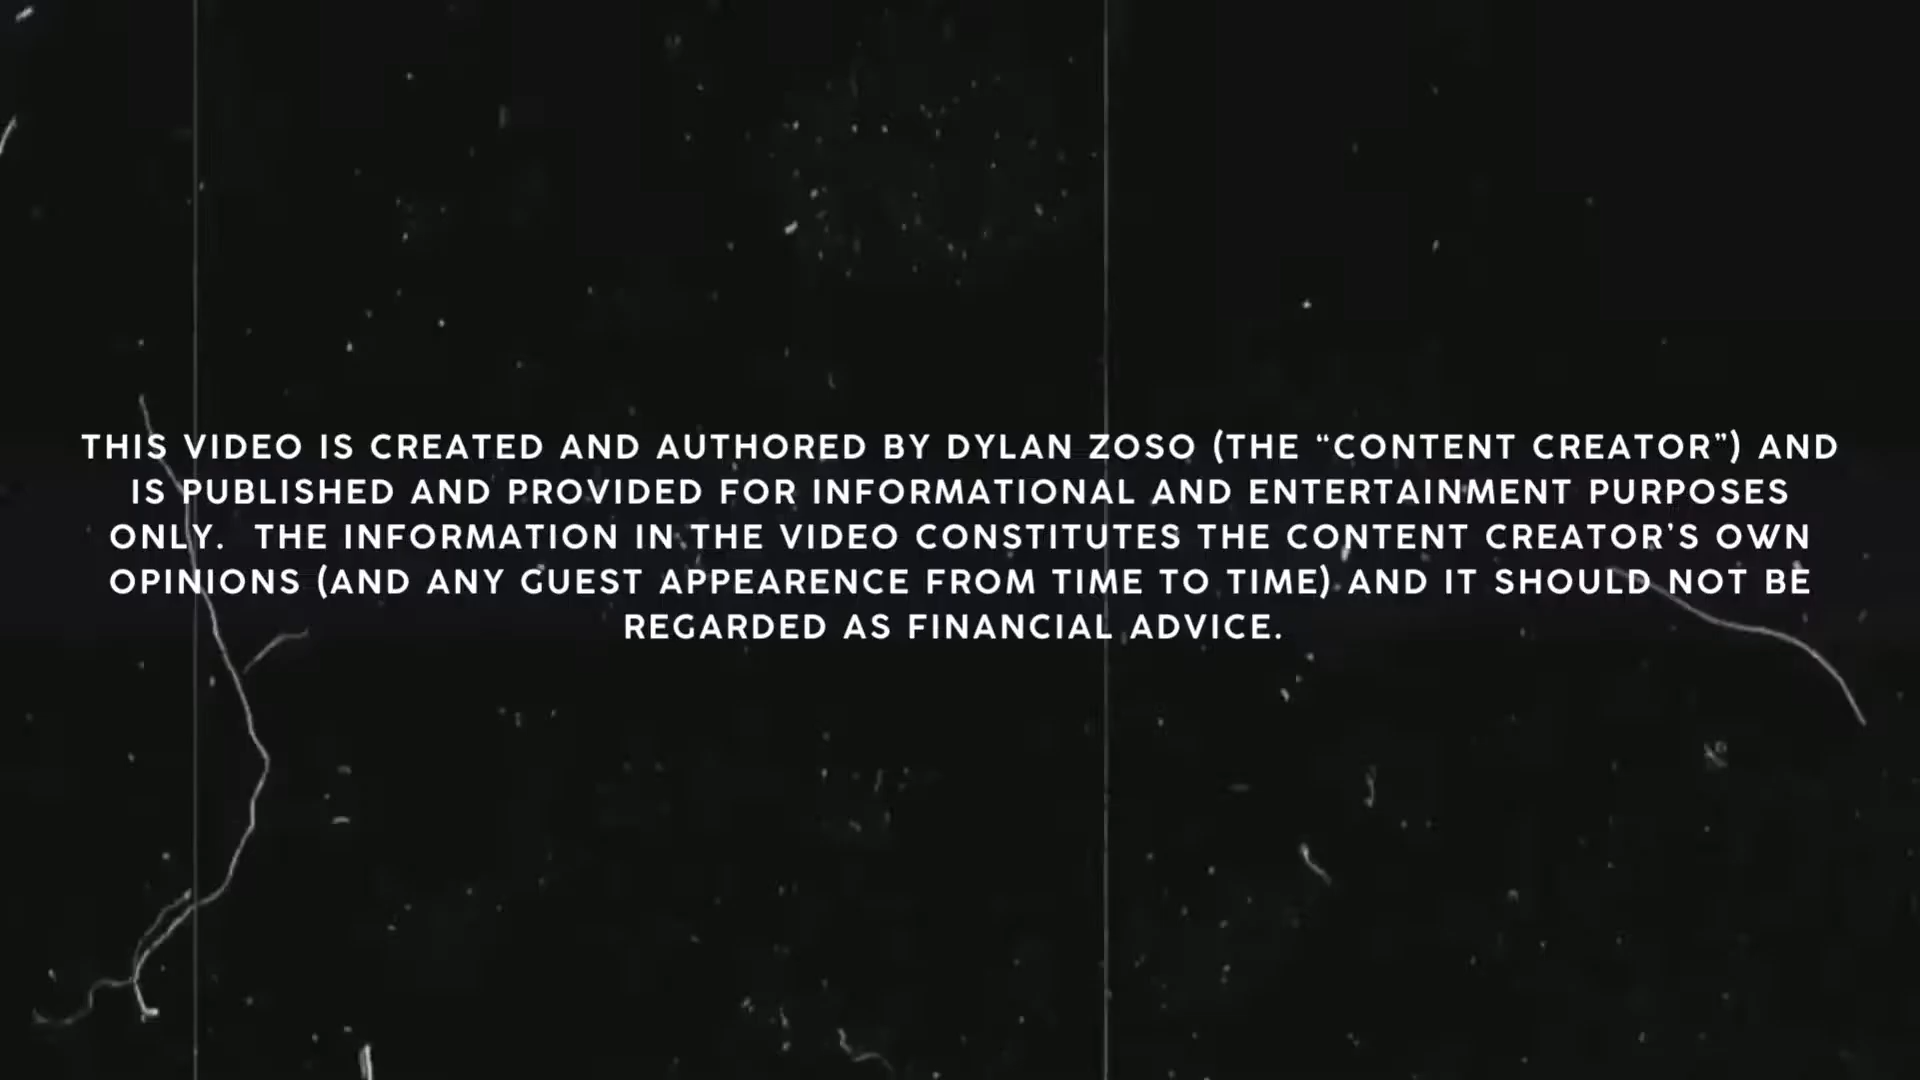 THIS VIDEO IS CREATED AND AUTHORED BY DYLAN ZOSO (THE “CONTENT CREATOR”) AND
IS PUBLISHED AND PROVIDED FOR INFORMATIONAL AND ENTERTAINMENT PURPOSES
ONLY.  THE INFORMATION IN THE VIDEO CONSTITUTES THE CONTENT CREATOR'S OWN
OPINIONS (AND ANY GUEST APPEARENCE FROM TIME TO TIME) AND IT SHOULD NOT BE
REGARDED AS FINANCIAL ADVICE.